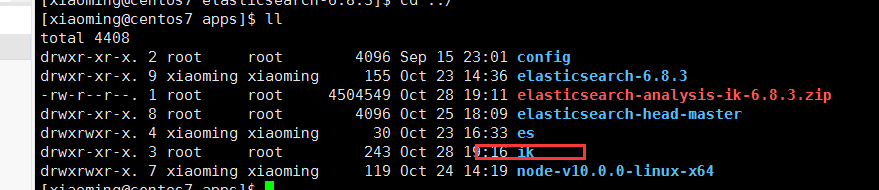 [xiaoming@centos7 elasticsearch-6.8.3]$ cd ../
[xiaoming@centos7 apps]$ ll
total 4408
drwxr-xr-x. 2 root root 4096 Sep 15 23:01 config
drwxr-xr-x. 9 xiaoming xiaoming 155 Oct 23 14:36 elasticsearch-6.8.3
-rw-r--r--. 1 root root 4504549 Oct 28 19:11 elasticsearch-analysis-ik-6.8.3.zip
drwxr-xr-x. 8 root root 4096 Oct 25 18:09 elasticsearch-head-master
drwxrwxr-x. 4 xiaoming xiaoming 30 Oct 23 16:33 es
drwxr-xr-x. 3 root root 243 Oct 28 19:16 ik
drwxrwxr-x. 7 xiaoming xiaoming 119 Oct 24 14:19 node-v10.0.0-linux-x64
[xiaoming@centos7 apps]$